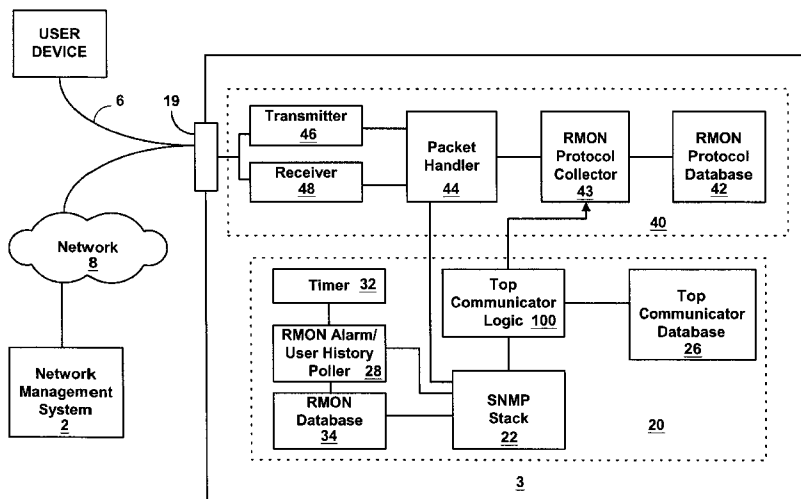 USER
DEVICE
6
19
Transmitter
46
Receiver
48
Packet
Handler
44
RMON
Protocol
Collector
43
RMON
Protocol
Database
42
40
Network
8
Network
Management
System
2
Timer 32
RMON Alarm/
User History
Poller 28
RMON
Database
34
Top
Communicator
Logic 100
Top
Communicator
Database
26
SNMP
Stack
22
20
3